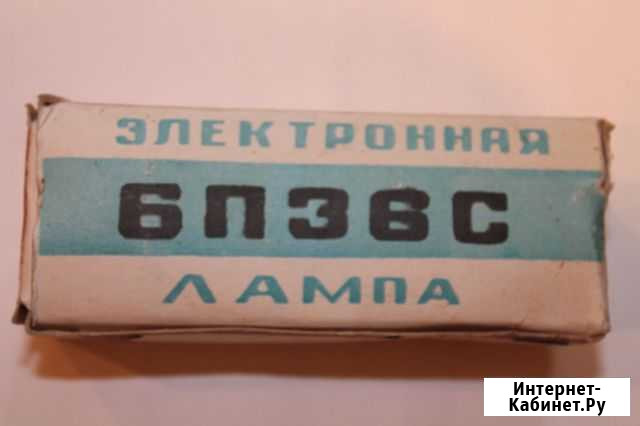 ЭЛЕКТРОННАЯ
6П36С
ЛАМПА
Интернет-
Кабинет.Ру